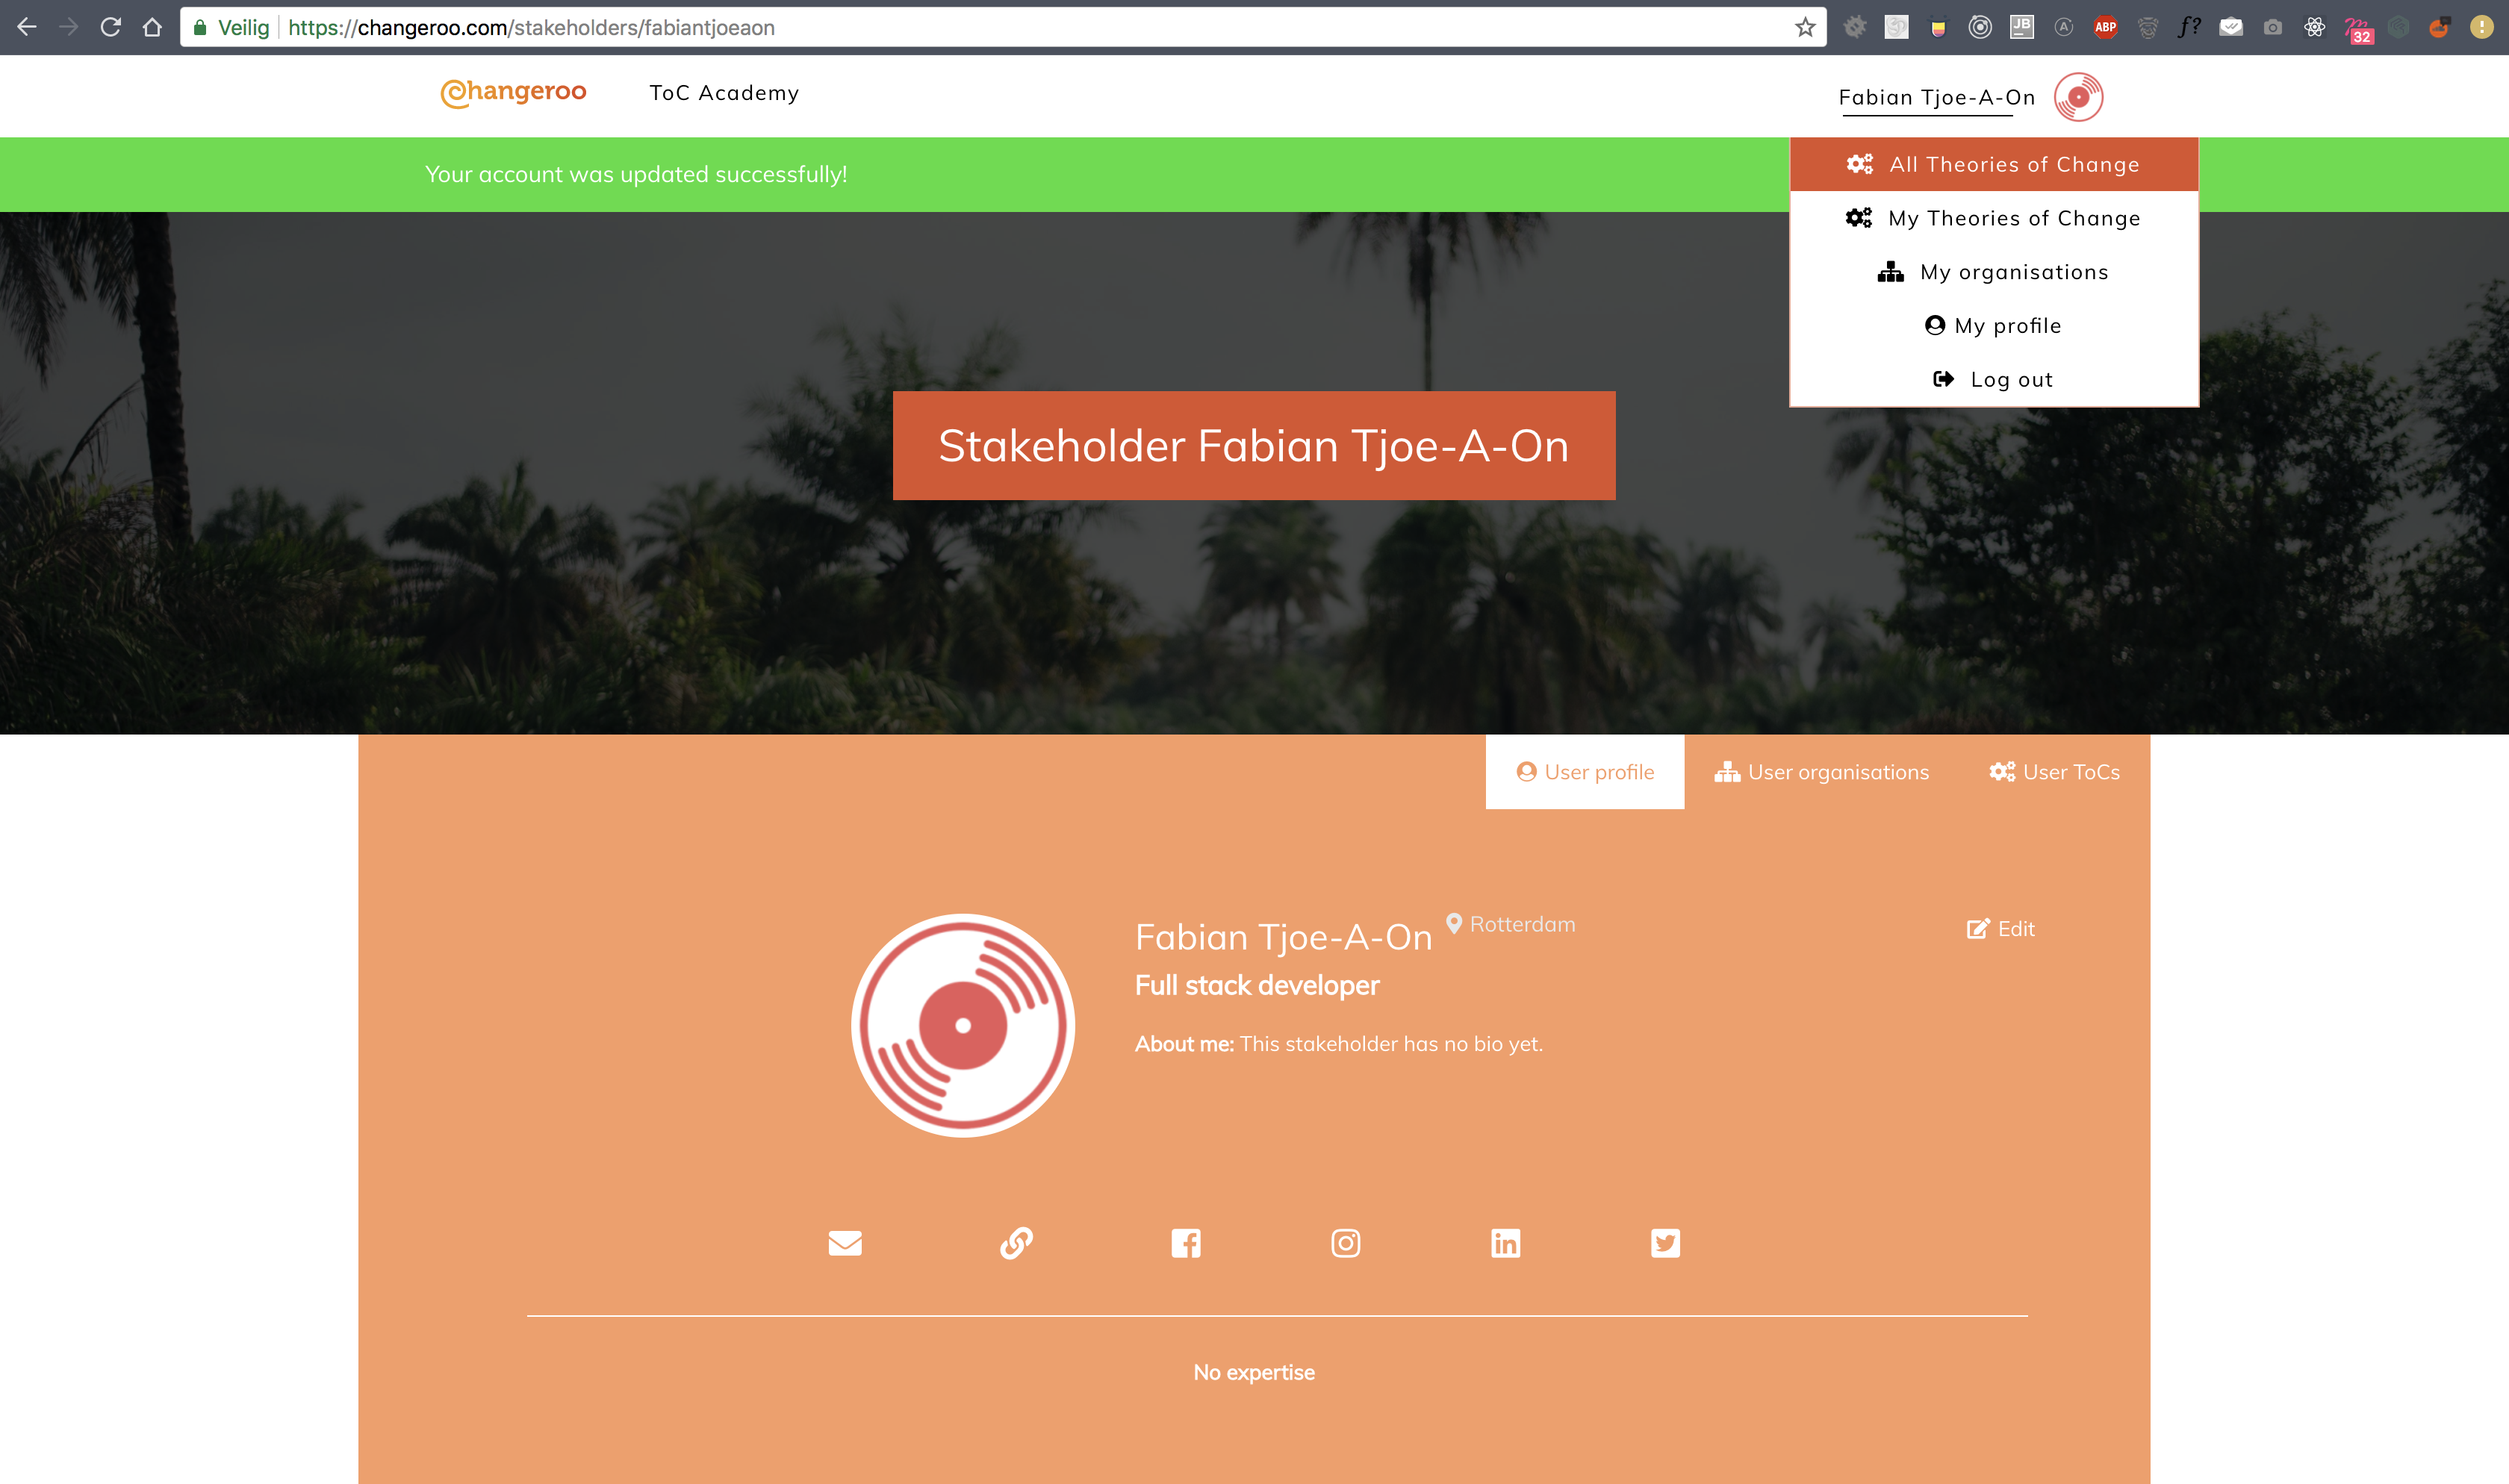 Veilig https://changeroo.com/stakeholders/fabiantjoeaon
JB
A
ABP
f?
32
changeroo
ToC Academy
Fabian Tjoe-A-On
Your account was updated successfully!
All Theories of Change
My Theories of Change
My organisations
My profile
Log out
Stakeholder Fabian Tjoe-A-On
User profile
User organisations
User ToCs
Fabian Tjoe-A-On
Rotterdam
Edit
Full stack developer
About me: This stakeholder has no bio yet.
No expertise